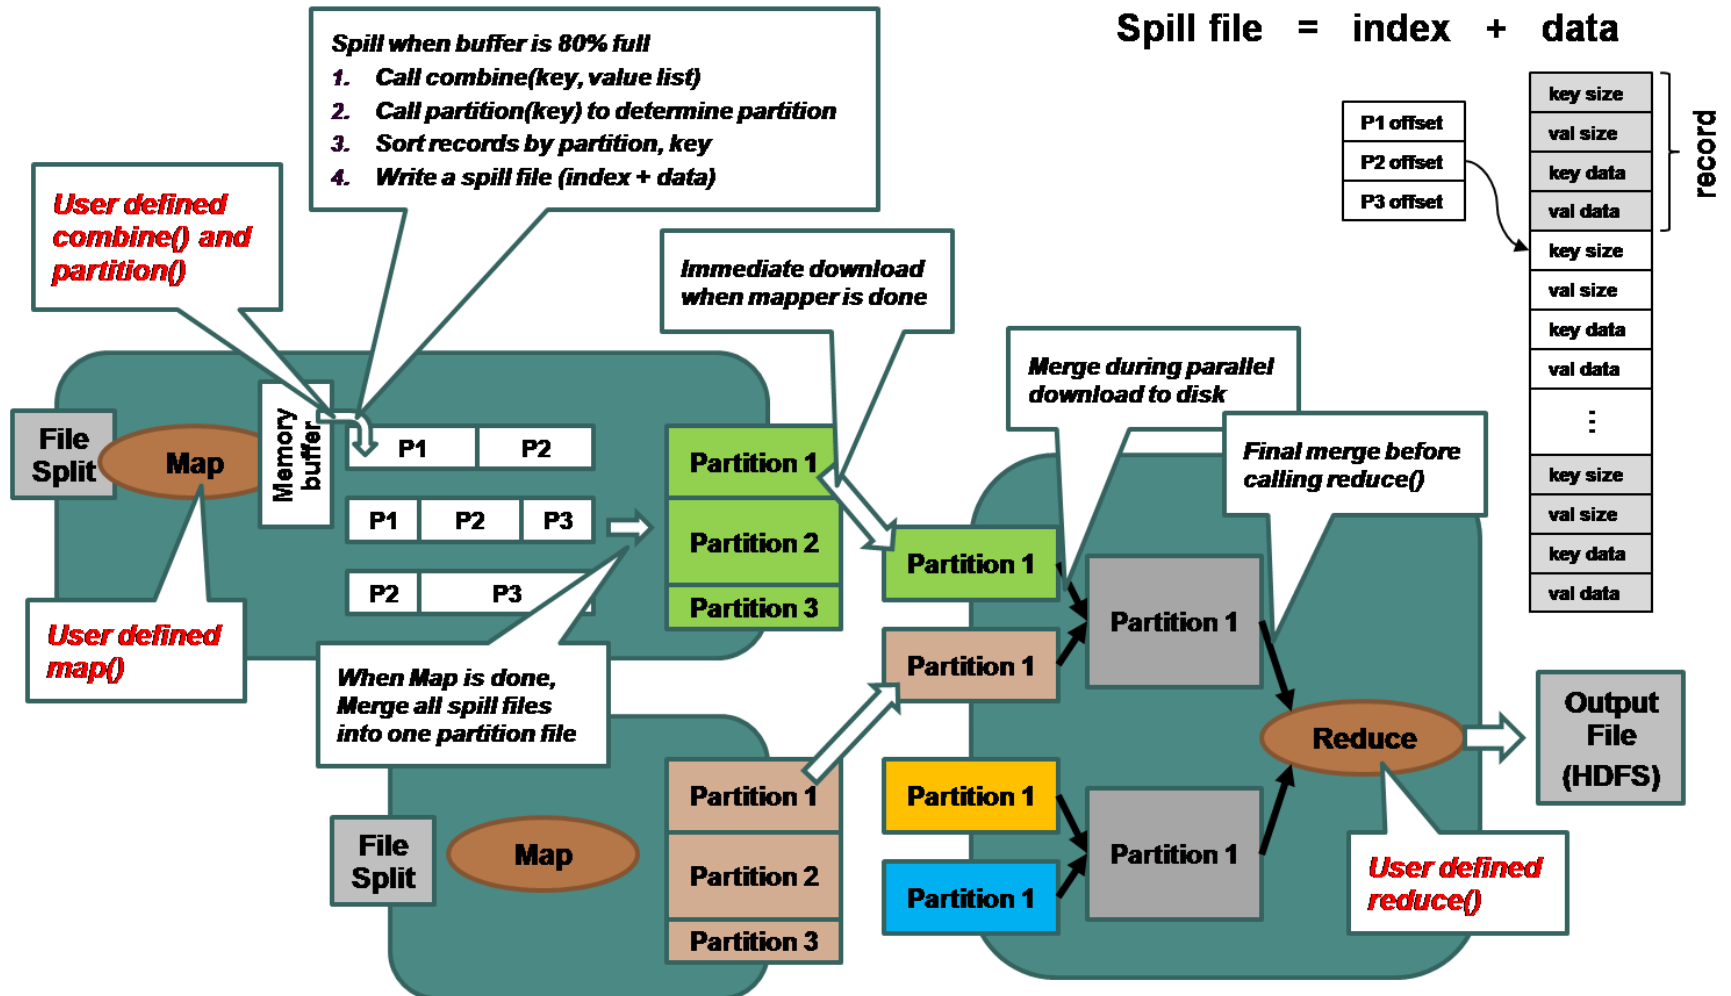 Spill file = index + data
Spill when buffer is 80% full
1. Call combine(key, value list)
2. Call partition(key) to determine partition
3. Sort records by partition, key
4. Write a spill file (index + data)
User defined
combine() and
partition()
P1 offset
P2 offset
P3 offset
key size
val size
key data
val data
key size
val size
key data
val data
⋮
key size
val size
key data
val data
record
Immediate download
when mapper is done
Merge during parallel
download to disk
Final merge before
calling reduce()
File
Split
Map
Memory
buffer
P1 P2
P1 P2 P3
P2 P3
Partition 1
Partition 2
Partition 3
User defined
map()
When Map is done,
Merge all spill files
into one partition file
File
Split
Map
Partition 1
Partition 2
Partition 3
Partition 1
Partition 1
Partition 1
Partition 1
Partition 1
Partition 1
Reduce
User defined
reduce()
Output
File
(HDFS)